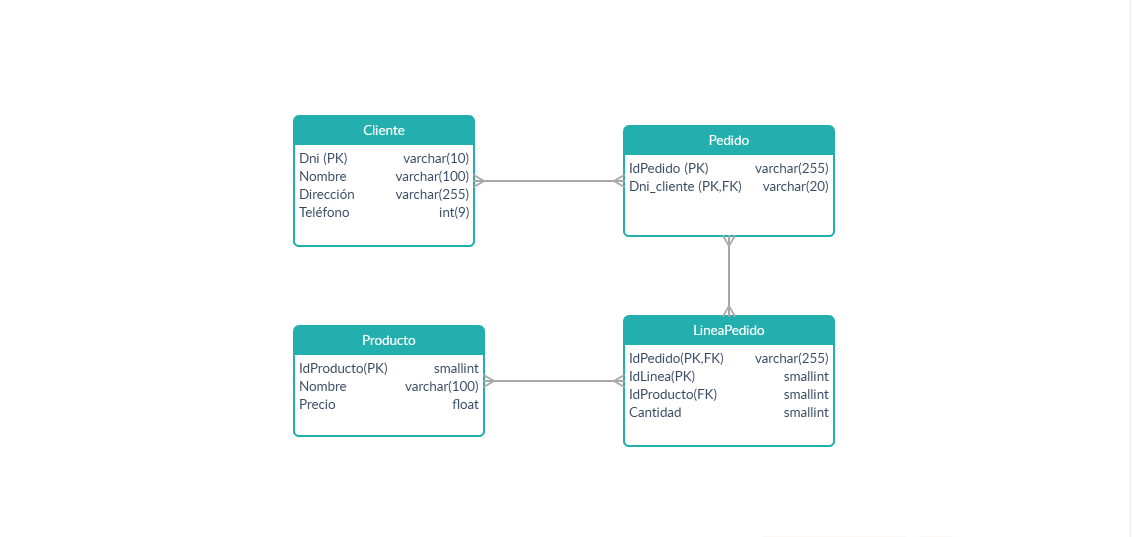 Cliente
Dni (PK) varchar(10)
Nombre varchar(100)
Dirección varchar(255)
Teléfono int(9)
Pedido
IdPedido (PK) varchar(255)
Dni_cliente (PK,FK) varchar(20)
Producto
IdProducto(PK) smallint
Nombre varchar(100)
Precio float
LineaPedido
IdPedido(PK,FK) varchar(255)
IdLinea(PK) smallint
IdProducto(FK) smallint
Cantidad smallint